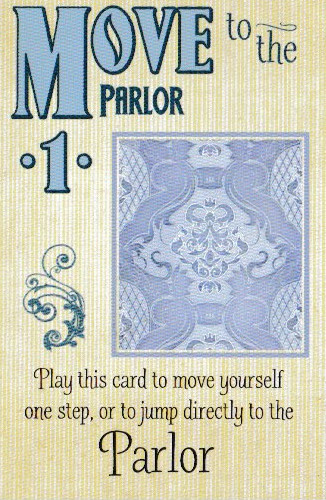 MOVE to the
PARLOR
·1·
Play this card to move yourself
one step, or to jump directly to the
Parlor